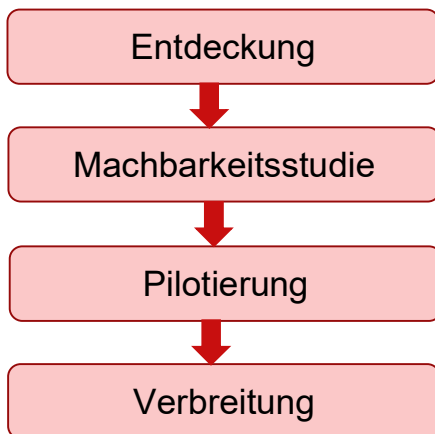 Entdeckung
Machbarkeitsstudie
Pilotierung
Verbreitung